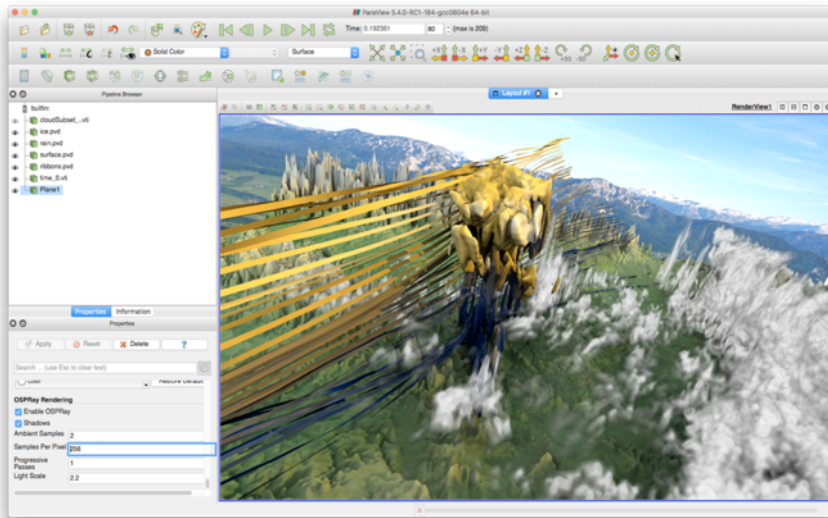 ParaView 5.4.0-RC1-164-gcc0804e 64-bit
Time: 0.192361
80
(max is 209)
Solid Color
Surface
+X -X +Y -Y +Z -Z +90 -90
Pipeline Browser
Layout #1
+
RenderView1
builtin:
cloudSubset_..vti
ice.pvd
rain.pvd
surface.pvd
ribbons.pvd
time_0.vti
Plane1
Properties
Information
Properties
Apply
Reset
Delete
?
Search ... (use Esc to clear text)
Color
Restore Default
OSPRay Rendering
Enable OSPRay
Shadows
Ambient Samples
2
Samples Per Pixel
256
Progressive
Passes
1
Light Scale
2.2